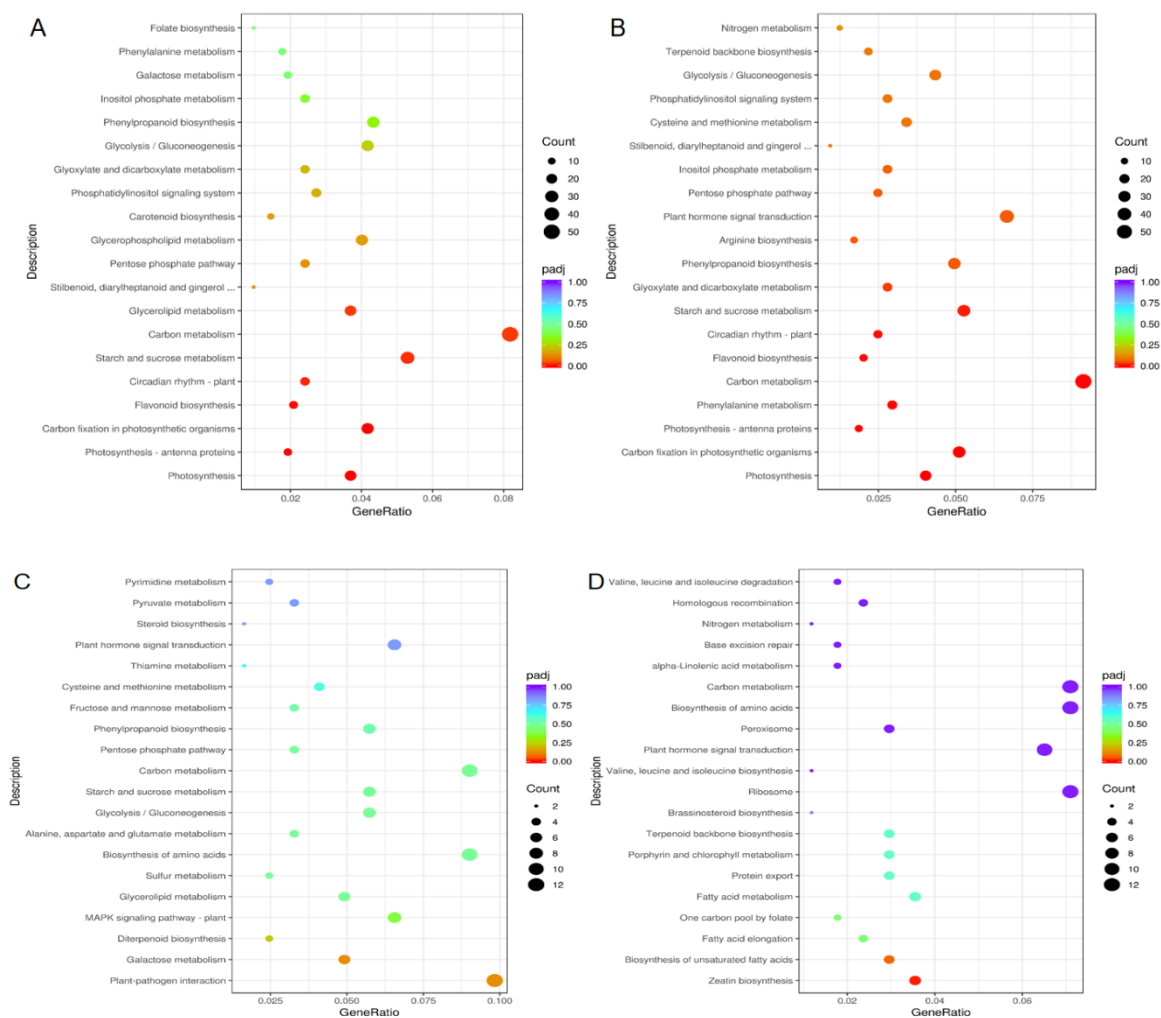 A
Folate biosynthesis
Phenylalanine metabolism
Galactose metabolism
Inositol phosphate metabolism
Phenylpropanoid biosynthesis
Glycolysis / Gluconeogenesis
Glyoxylate and dicarboxylate metabolism
Phosphatidylinositol signaling system
Carotenoid biosynthesis
Glycerophospholipid metabolism
Pentose phosphate pathway
Stilbenoid, diarylheptanoid and gingerol ...
Glycerolipid metabolism
Carbon metabolism
Starch and sucrose metabolism
Circadian rhythm - plant
Flavonoid biosynthesis
Carbon fixation in photosynthetic organisms
Photosynthesis - antenna proteins
Photosynthesis
Description
0.02 0.04 0.06 0.08
GeneRatio
Count
10
20
30
40
50
padj
1.00
0.75
0.50
0.25
0.00
B
Nitrogen metabolism
Terpenoid backbone biosynthesis
Glycolysis / Gluconeogenesis
Phosphatidylinositol signaling system
Cysteine and methionine metabolism
Stilbenoid, diarylheptanoid and gingerol ...
Inositol phosphate metabolism
Pentose phosphate pathway
Plant hormone signal transduction
Arginine biosynthesis
Phenylpropanoid biosynthesis
Glyoxylate and dicarboxylate metabolism
Starch and sucrose metabolism
Circadian rhythm - plant
Flavonoid biosynthesis
Carbon metabolism
Phenylalanine metabolism
Photosynthesis - antenna proteins
Carbon fixation in photosynthetic organisms
Photosynthesis
Description
0.025 0.050 0.075
GeneRatio
Count
10
20
30
40
50
padj
1.00
0.75
0.50
0.25
0.00
C
Pyrimidine metabolism
Pyruvate metabolism
Steroid biosynthesis
Plant hormone signal transduction
Thiamine metabolism
Cysteine and methionine metabolism
Fructose and mannose metabolism
Phenylpropanoid biosynthesis
Pentose phosphate pathway
Carbon metabolism
Starch and sucrose metabolism
Glycolysis / Gluconeogenesis
Alanine, aspartate and glutamate metabolism
Biosynthesis of amino acids
Sulfur metabolism
Glycerolipid metabolism
MAPK signaling pathway - plant
Diterpenoid biosynthesis
Galactose metabolism
Plant-pathogen interaction
Description
0.025 0.050 0.075 0.100
GeneRatio
padj
1.00
0.75
0.50
0.25
0.00
Count
2
4
6
8
10
12
D
Valine, leucine and isoleucine degradation
Homologous recombination
Nitrogen metabolism
Base excision repair
alpha-Linolenic acid metabolism
Carbon metabolism
Biosynthesis of amino acids
Peroxisome
Plant hormone signal transduction
Valine, leucine and isoleucine biosynthesis
Ribosome
Brassinosteroid biosynthesis
Terpenoid backbone biosynthesis
Porphyrin and chlorophyll metabolism
Protein export
Fatty acid metabolism
One carbon pool by folate
Fatty acid elongation
Biosynthesis of unsaturated fatty acids
Zeatin biosynthesis
Description
0.02 0.04 0.06
GeneRatio
padj
1.00
0.75
0.50
0.25
0.00
Count
2
4
6
8
10
12